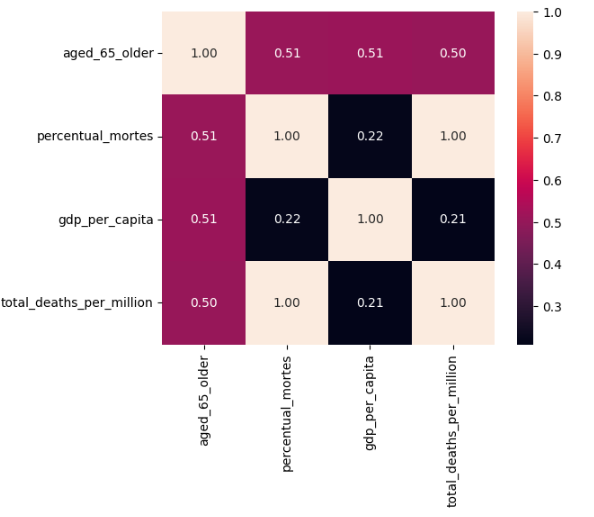 aged_65_older 1.00 0.51 0.51 0.50
percentual_mortes 0.51 1.00 0.22 1.00
gdp_per_capita 0.51 0.22 1.00 0.21
total_deaths_per_million 0.50 1.00 0.21 1.00
aged_65_older
percentual_mortes
gdp_per_capita
total_deaths_per_million
1.0
0.9
0.8
0.7
0.6
0.5
0.4
0.3